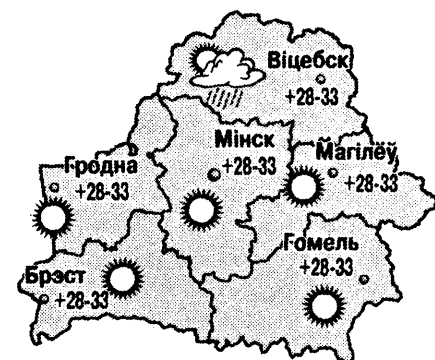 Віцебск
+28-33
Мінск
+28-33
Магілёў
+28-33
Гродна
+28-33
Гомель
+28-33
Брэст
+28-33